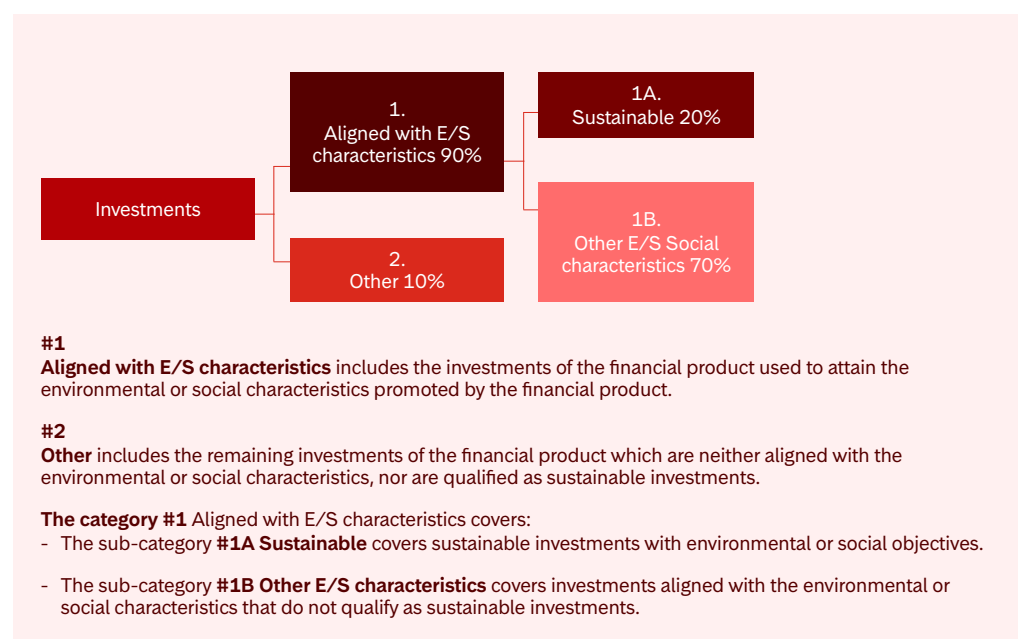 1.
Aligned with E/S
characteristics 90%
1A.
Sustainable 20%
Investments
1B.
Other E/S Social
characteristics 70%
2.
Other 10%
#1
Aligned with E/S characteristics includes the investments of the financial product used to attain the
environmental or social characteristics promoted by the financial product.
#2
Other includes the remaining investments of the financial product which are neither aligned with the
environmental or social characteristics, nor are qualified as sustainable investments.
The category #1 Aligned with E/S characteristics covers:
- The sub-category #1A Sustainable covers sustainable investments with environmental or social objectives.
- The sub-category #1B Other E/S characteristics covers investments aligned with the environmental or
social characteristics that do not qualify as sustainable investments.